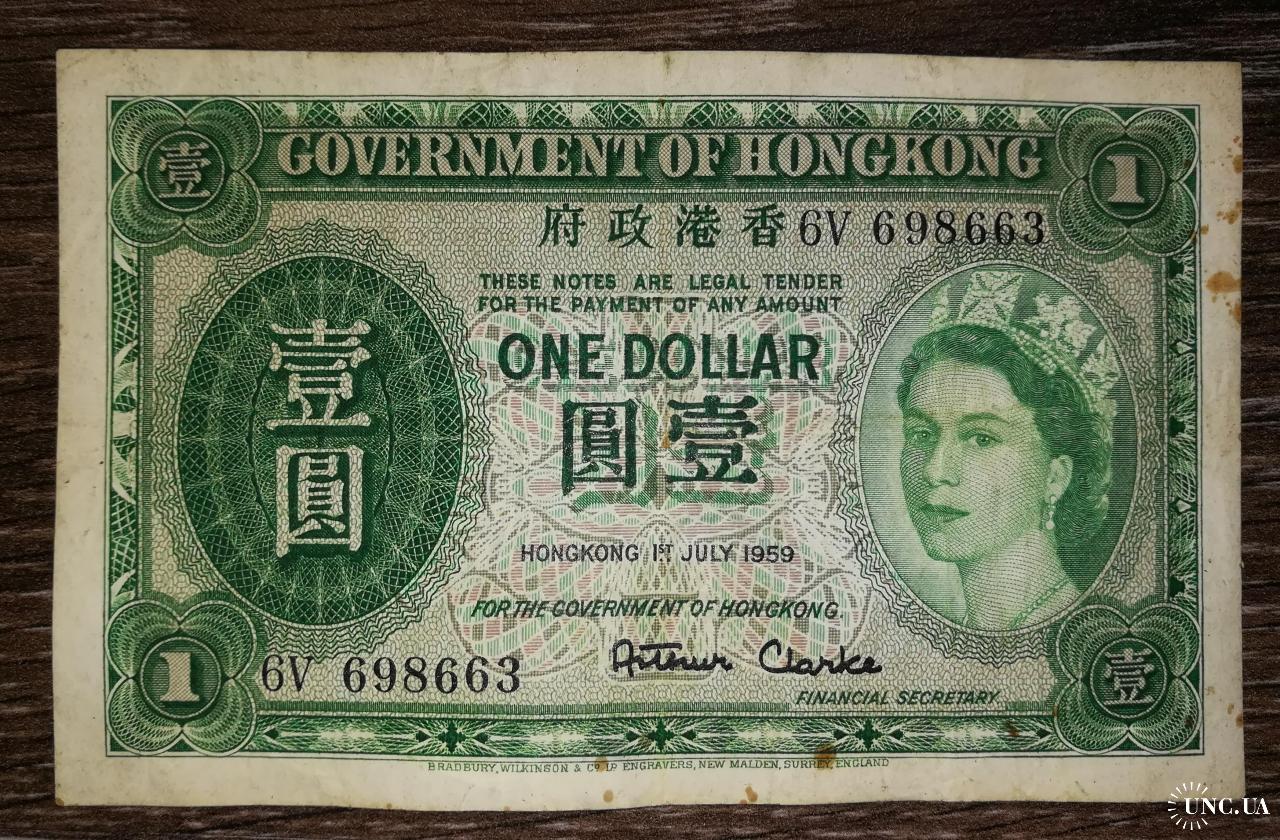 壹
GOVERNMENT OF HONGKONG
1
府政港香
6V 698663
THESE NOTES ARE LEGAL TENDER
FOR THE PAYMENT OF ANY AMOUNT
ONE DOLLAR
圓壹
壹
圓
HONGKONG 1ST JULY 1959
FOR THE GOVERNMENT OF HONGKONG.
Arthur Clarke
FINANCIAL SECRETARY
1
6V 698663
壹
BRADBURY, WILKINSON & Co. LD. ENGRAVERS, NEW MALDEN, SURREY, ENGLAND
UNC.UA